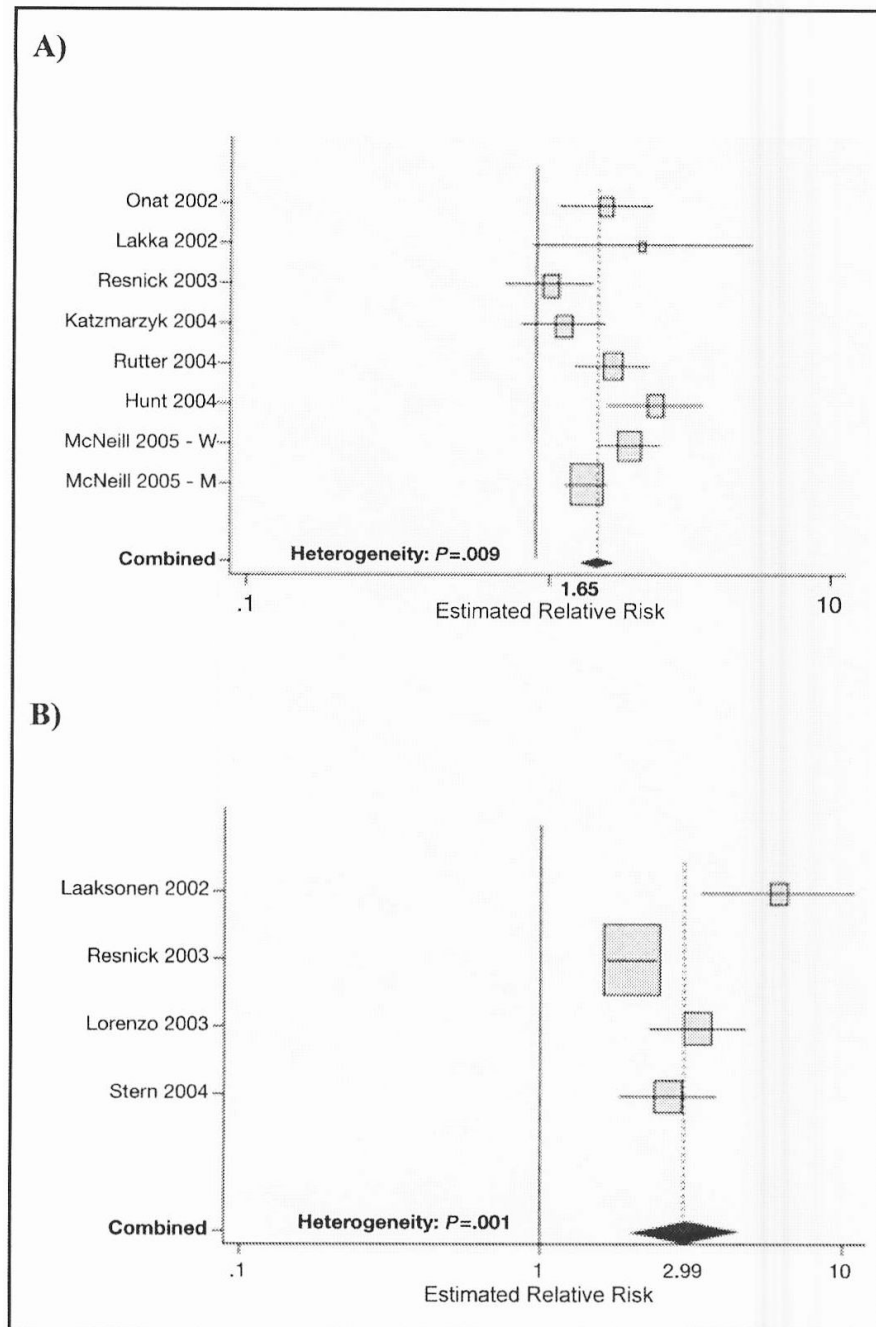 A)
Onat 2002
Lakka 2002
Resnick 2003
Katzmarzyk 2004
Rutter 2004
Hunt 2004
McNeill 2005 - W
McNeill 2005 - M
Combined
Heterogeneity: P=.009
.1
1.65
10
Estimated Relative Risk
B)
Laaksonen 2002
Resnick 2003
Lorenzo 2003
Stern 2004
Combined
Heterogeneity: P=.001
.1
1
2.99
10
Estimated Relative Risk